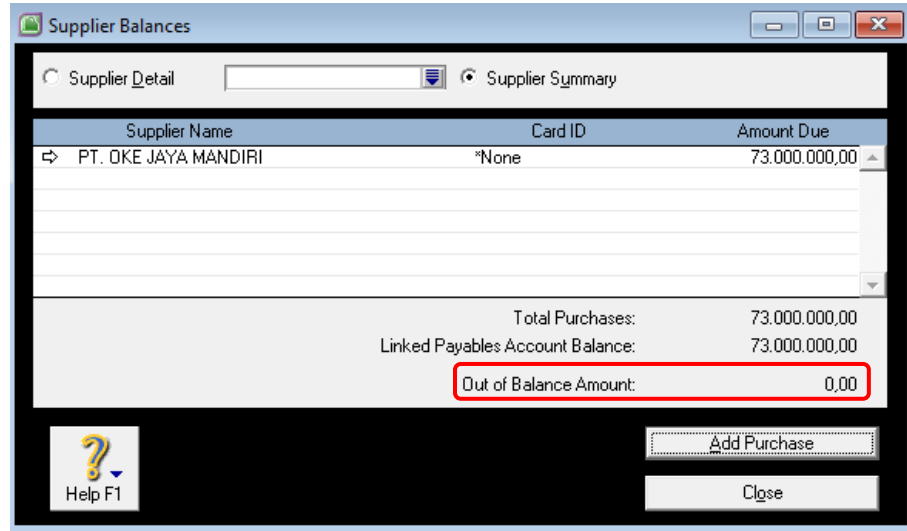 Supplier Balances
Supplier Detail Supplier Summary
Supplier Name Card ID Amount Due
PT. OKE JAYA MANDIRI *None 73.000.000,00
Total Purchases: 73.000.000,00
Linked Payables Account Balance: 73.000.000,00
Out of Balance Amount: 0,00
Add Purchase
Help F1 Close